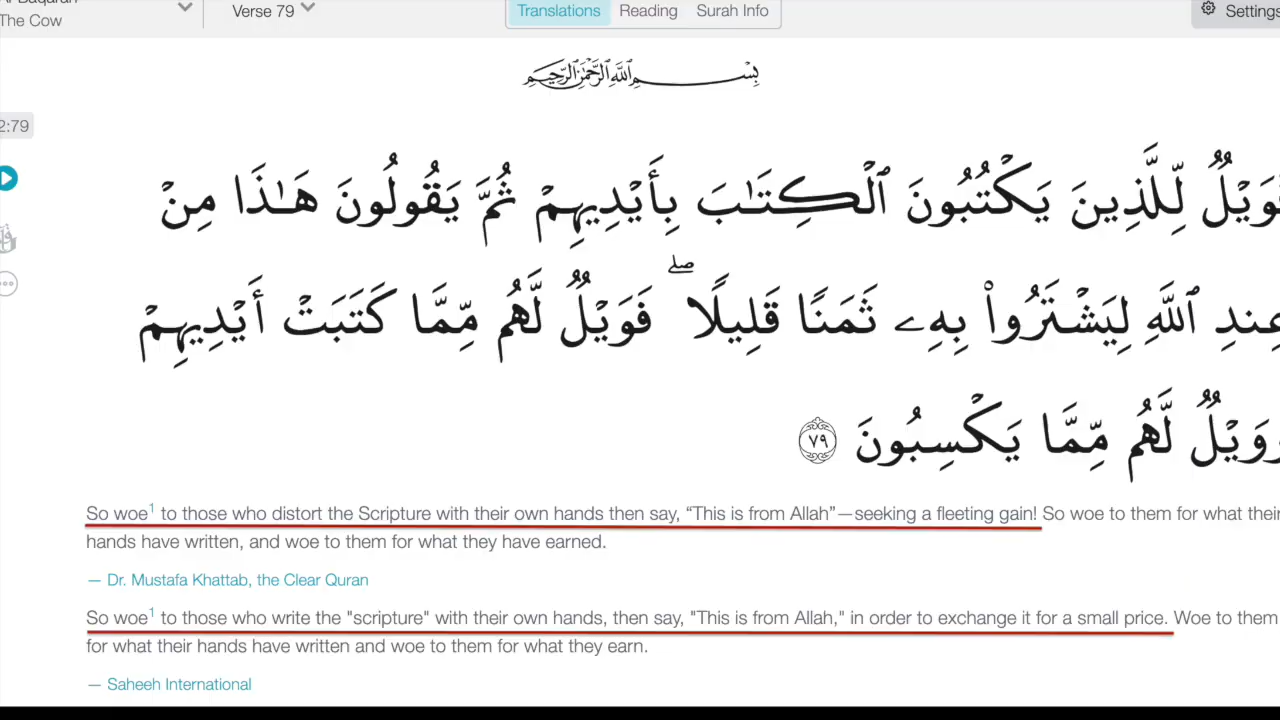 The Cow
Verse 79
Translations Reading Surah Info
Settings
2:79
فَوَيْلٌ لِّلَّذِينَ يَكْتُبُونَ ٱلْكِتَـٰبَ بِأَيْدِيهِمْ ثُمَّ يَقُولُونَ هَـٰذَا مِنْ
عِندِ ٱللَّهِ لِيَشْتَرُوا۟ بِهِۦ ثَمَنًا قَلِيلًا ۖ فَوَيْلٌ لَّهُم مِّمَّا كَتَبَتْ أَيْدِيهِمْ
وَوَيْلٌ لَّهُم مِّمَّا يَكْسِبُونَ ٧٩
So woe¹ to those who distort the Scripture with their own hands then say, “This is from Allah”—seeking a fleeting gain! So woe to them for what their
hands have written, and woe to them for what they have earned.
— Dr. Mustafa Khattab, the Clear Quran
So woe¹ to those who write the "scripture" with their own hands, then say, "This is from Allah," in order to exchange it for a small price. Woe to them
for what their hands have written and woe to them for what they earn.
— Saheeh International